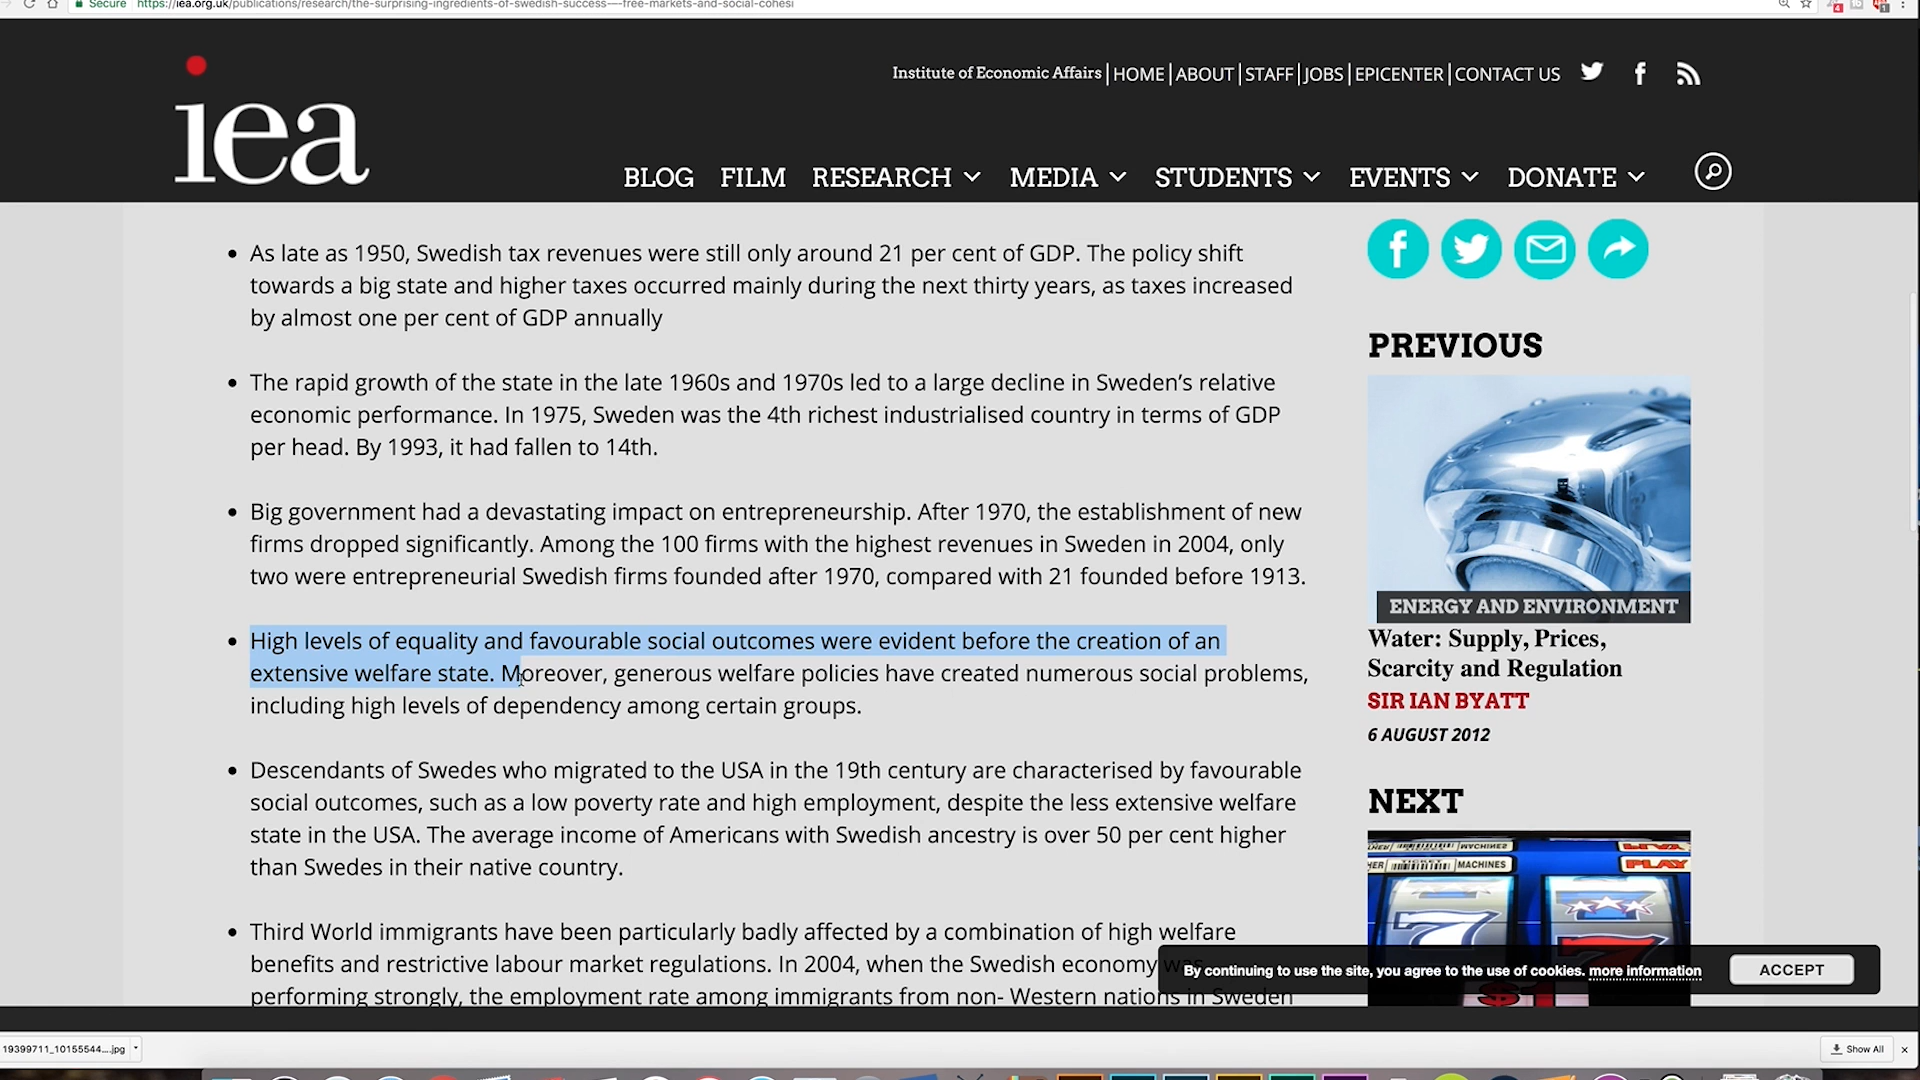 Secure
https://iea.org.uk/publications/research/the-surprising-ingredients-of-swedish-success—-free-markets-and-social-cohesi
iea
Institute of Economic Affairs | HOME | ABOUT | STAFF | JOBS | EPICENTER | CONTACT US
BLOG FILM RESEARCH MEDIA STUDENTS EVENTS DONATE
• As late as 1950, Swedish tax revenues were still only around 21 per cent of GDP. The policy shift
towards a big state and higher taxes occurred mainly during the next thirty years, as taxes increased
by almost one per cent of GDP annually
• The rapid growth of the state in the late 1960s and 1970s led to a large decline in Sweden’s relative
economic performance. In 1975, Sweden was the 4th richest industrialised country in terms of GDP
per head. By 1993, it had fallen to 14th.
• Big government had a devastating impact on entrepreneurship. After 1970, the establishment of new
firms dropped significantly. Among the 100 firms with the highest revenues in Sweden in 2004, only
two were entrepreneurial Swedish firms founded after 1970, compared with 21 founded before 1913.
• High levels of equality and favourable social outcomes were evident before the creation of an
extensive welfare state. Moreover, generous welfare policies have created numerous social problems,
including high levels of dependency among certain groups.
• Descendants of Swedes who migrated to the USA in the 19th century are characterised by favourable
social outcomes, such as a low poverty rate and high employment, despite the less extensive welfare
state in the USA. The average income of Americans with Swedish ancestry is over 50 per cent higher
than Swedes in their native country.
• Third World immigrants have been particularly badly affected by a combination of high welfare
benefits and restrictive labour market regulations. In 2004, when the Swedish economy was
performing strongly, the employment rate among immigrants from non- Western nations in Sweden
PREVIOUS
ENERGY AND ENVIRONMENT
Water: Supply, Prices,
Scarcity and Regulation
SIR IAN BYATT
6 AUGUST 2012
NEXT
MACHINES
MACHINES
PLAY
7
7
$1
By continuing to use the site, you agree to the use of cookies. more information
ACCEPT
19399711_10155544....jpg
Show All